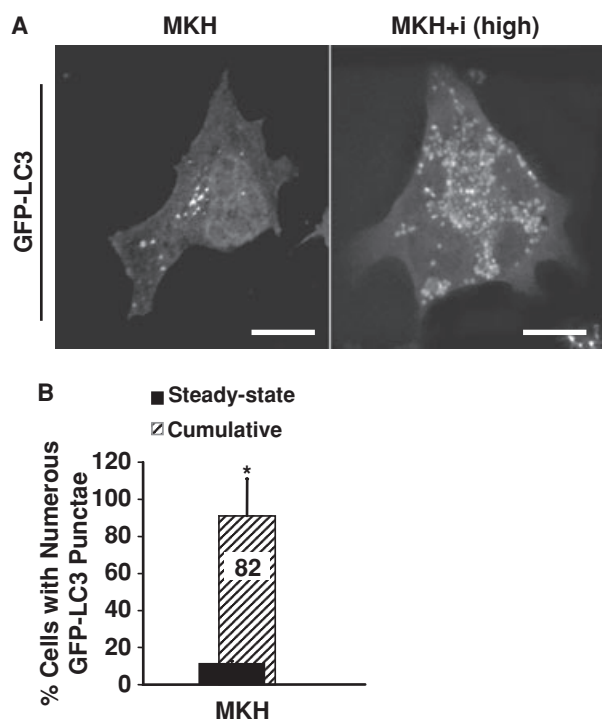 A
MKH
MKH+i (high)
GFP-LC3
B
Steady-state
Cumulative
% Cells with Numerous
GFP-LC3 Punctae
120
100
80
60
40
20
0
*
82
MKH